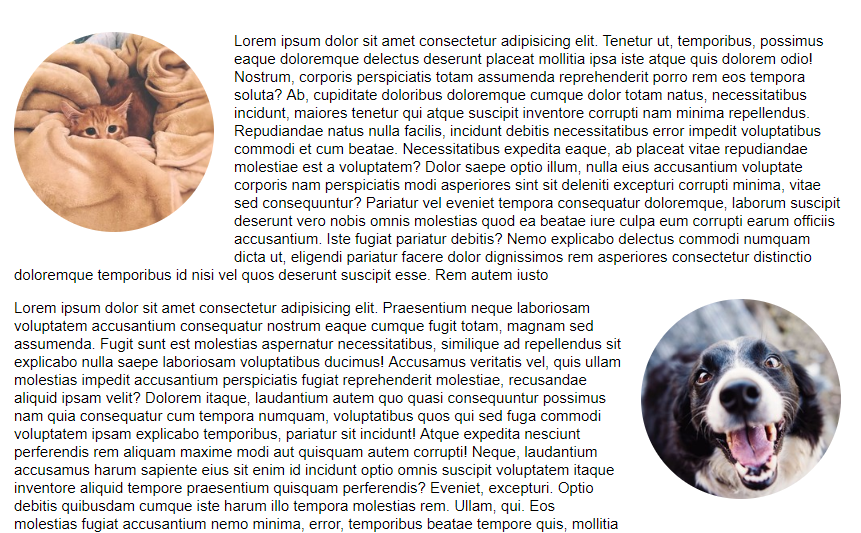 Lorem ipsum dolor sit amet consectetur adipisicing elit. Tenetur ut, temporibus, possimus
eaque doloremque delectus deserunt placeat mollitia ipsa iste atque quis dolorem odio!
Nostrum, corporis perspiciatis totam assumenda reprehenderit porro rem eos tempora
soluta? Ab, cupiditate doloribus doloremque cumque dolor totam natus, necessitatibus
incidunt, maiores tenetur qui atque suscipit inventore corrupti nam minima repellendus.
Repudiandae natus nulla facilis, incidunt debitis necessitatibus error impedit voluptatibus
commodi et cum beatae. Necessitatibus expedita eaque, ab placeat vitae repudiandae
molestiae est a voluptatem? Dolor saepe optio illum, nulla eius accusantium voluptate
corporis nam perspiciatis modi asperiores sint sit deleniti excepturi corrupti minima, vitae
sed consequuntur? Pariatur vel eveniet tempora consequatur doloremque, laborum suscipit
deserunt vero nobis omnis molestias quod ea beatae iure culpa eum corrupti earum officiis
accusantium. Iste fugiat pariatur debitis? Nemo explicabo delectus commodi numquam
dicta ut, eligendi pariatur facere dolor dignissimos rem asperiores consectetur distinctio
doloremque temporibus id nisi vel quos deserunt suscipit esse. Rem autem iusto
Lorem ipsum dolor sit amet consectetur adipisicing elit. Praesentium neque laboriosam
voluptatem accusantium consequatur nostrum eaque cumque fugit totam, magnam sed
assumenda. Fugit sunt est molestias aspernatur necessitatibus, similique ad repellendus sit
explicabo nulla saepe laboriosam voluptatibus ducimus! Accusamus veritatis vel, quis ullam
molestias impedit accusantium perspiciatis fugiat reprehenderit molestiae, recusandae
aliquid ipsam velit? Dolorem itaque, laudantium autem quo quasi consequuntur possimus
nam quia consequatur cum tempora numquam, voluptatibus quos qui sed fuga commodi
voluptatem ipsam explicabo temporibus, pariatur sit incidunt! Atque expedita nesciunt
perferendis rem aliquam maxime modi aut quisquam autem corrupti! Neque, laudantium
accusamus harum sapiente eius sit enim id incidunt optio omnis suscipit voluptatem itaque
inventore aliquid tempore praesentium quisquam perferendis? Eveniet, excepturi. Optio
debitis quibusdam cumque iste harum illo tempora molestias rem. Ullam, qui. Eos
molestias fugiat accusantium nemo minima, error, temporibus beatae tempore quis, mollitia